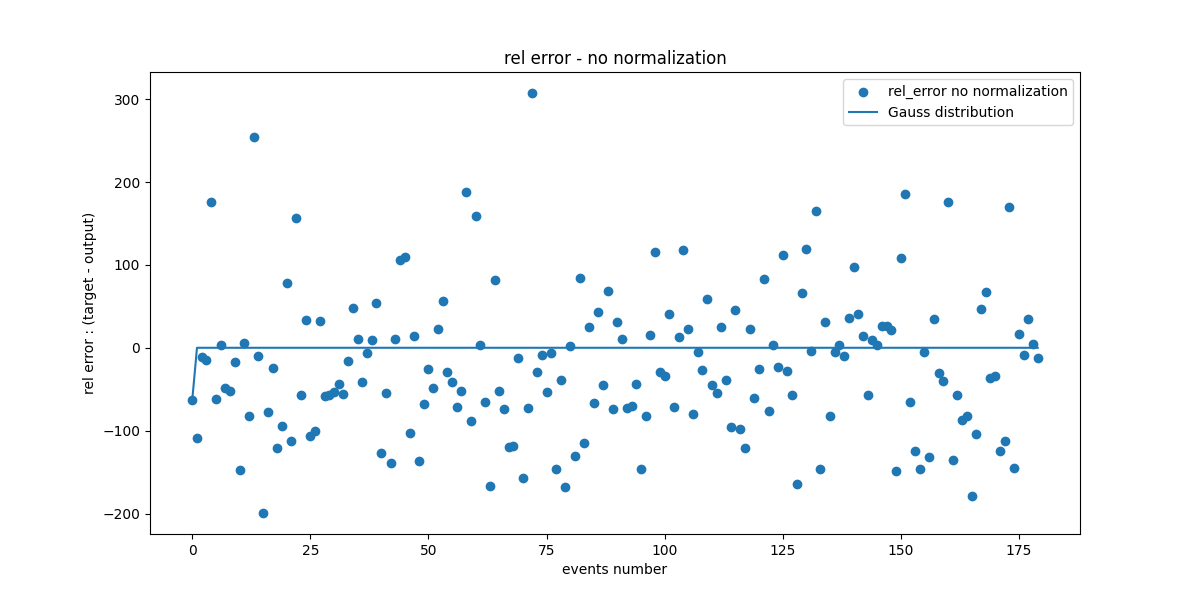 rel error - no normalization
rel_error no normalization
Gauss distribution
rel error : (target - output)
300
200
100
0
−100
−200
0
25
50
75
100
125
150
175
events number